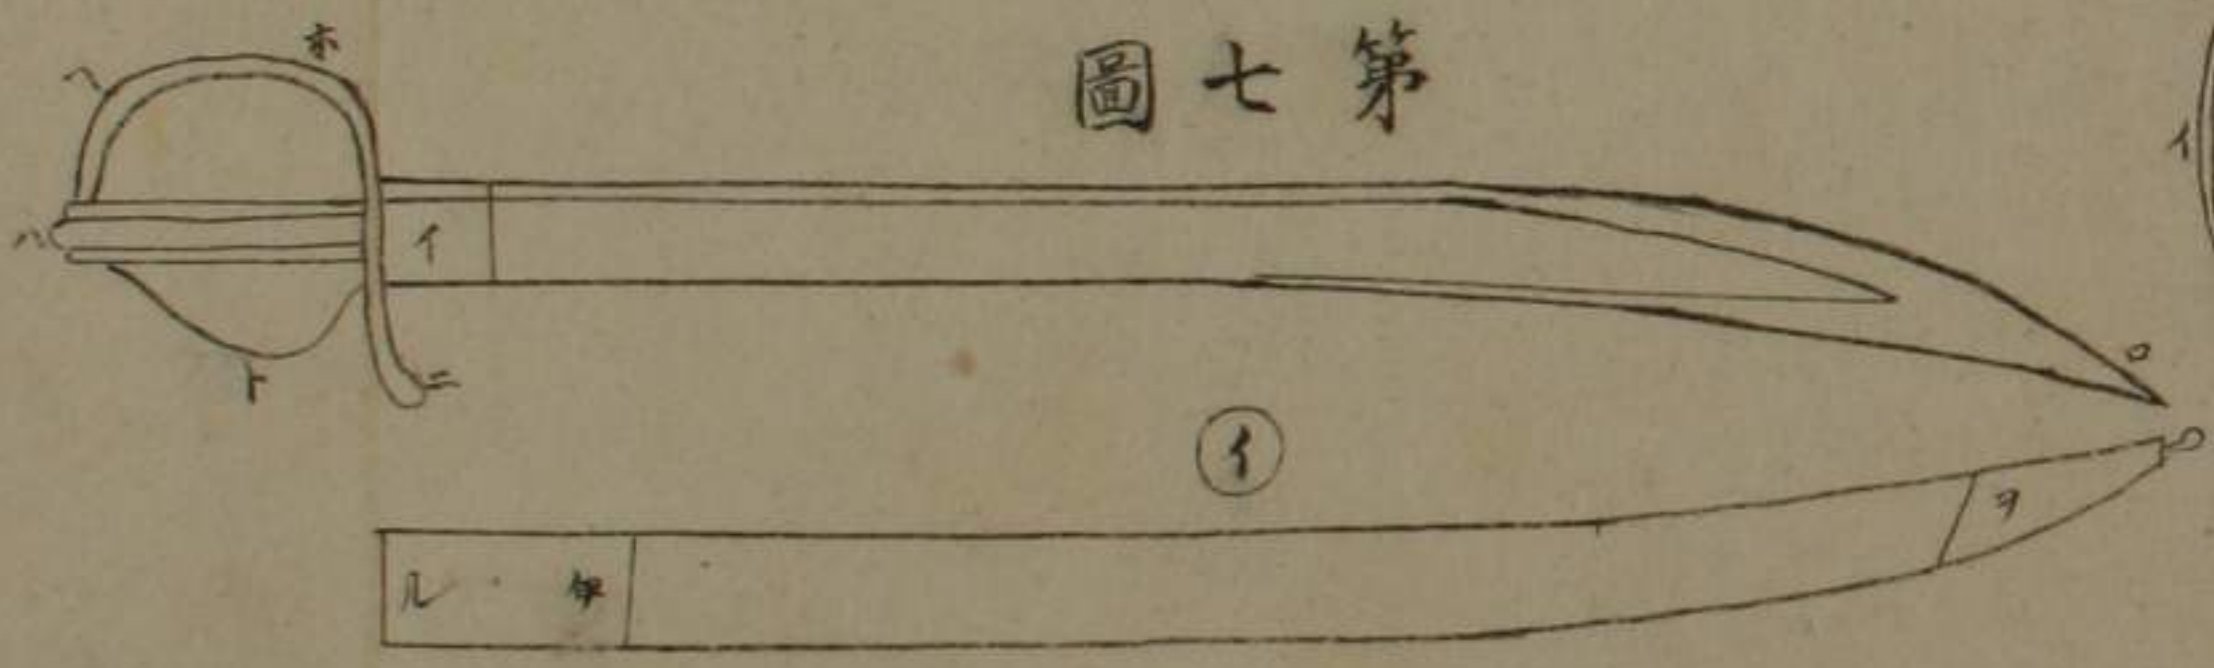 第七圖
ホ
ヘ
ハ
イ
ト
ニ
ロ
イ
イ
ル
ヲ